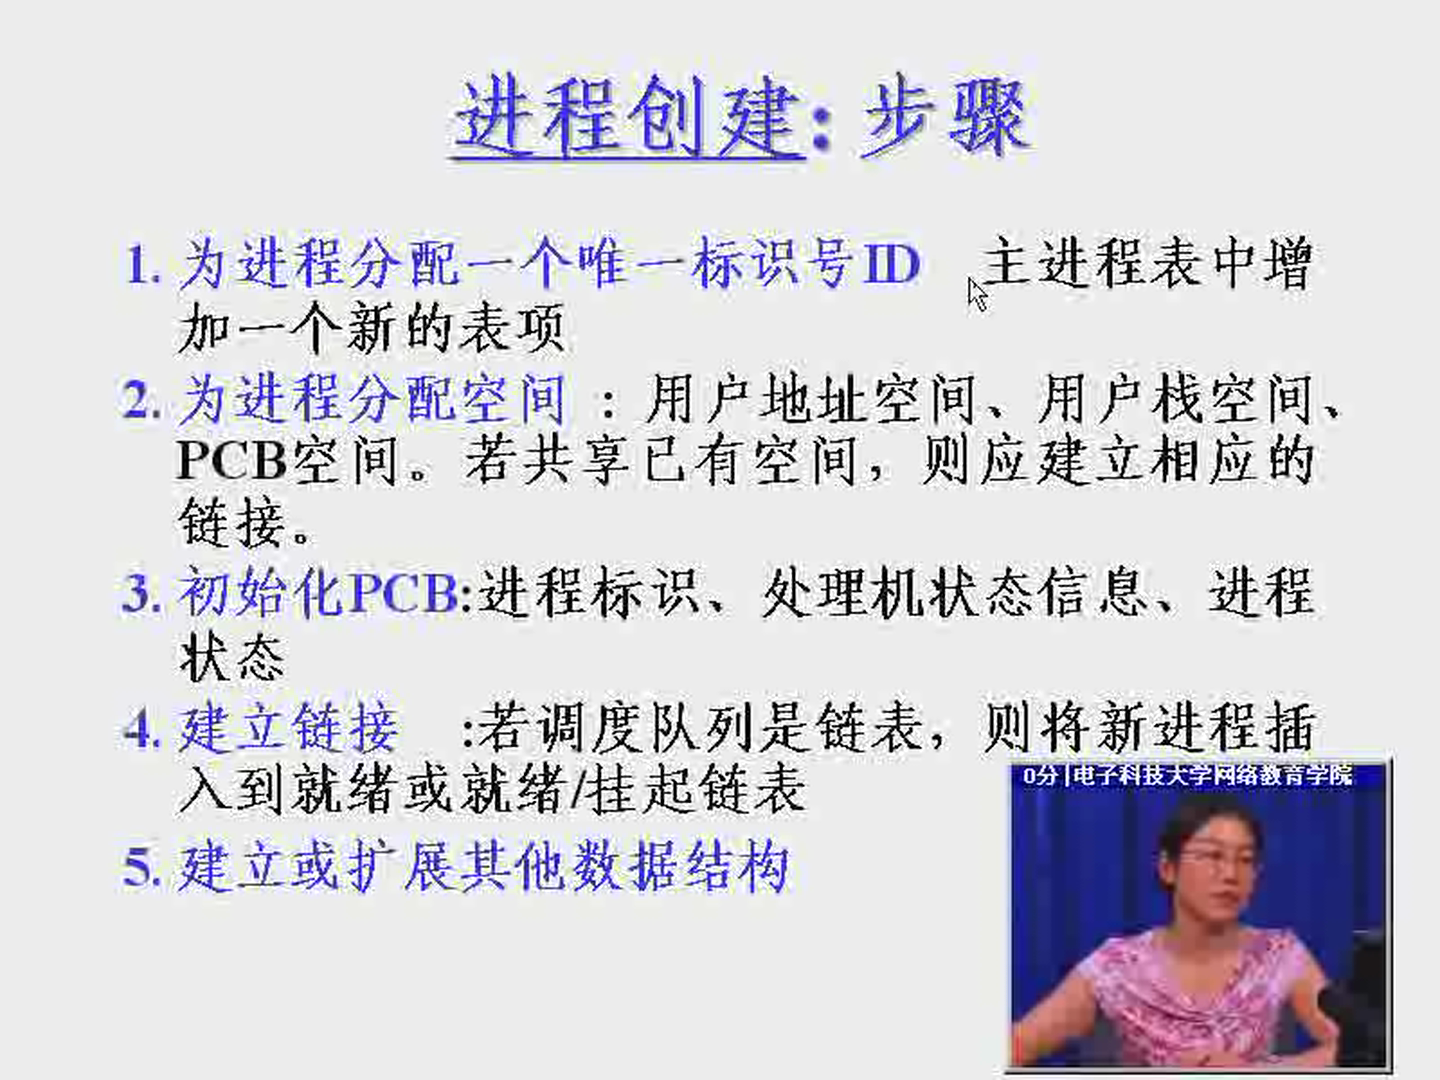 进程创建: 步骤
1. 为进程分配一个唯一标识号ID 主进程表中增
加一个新的表项
2. 为进程分配空间 : 用户地址空间、用户栈空间、
PCB空间。若共享已有空间，则应建立相应的
链接。
3. 初始化PCB:进程标识、处理机状态信息、进程
状态
4. 建立链接 :若调度队列是链表，则将新进程插
入到就绪或就绪/挂起链表
0分|电子科技大学网络教育学院
5. 建立或扩展其他数据结构